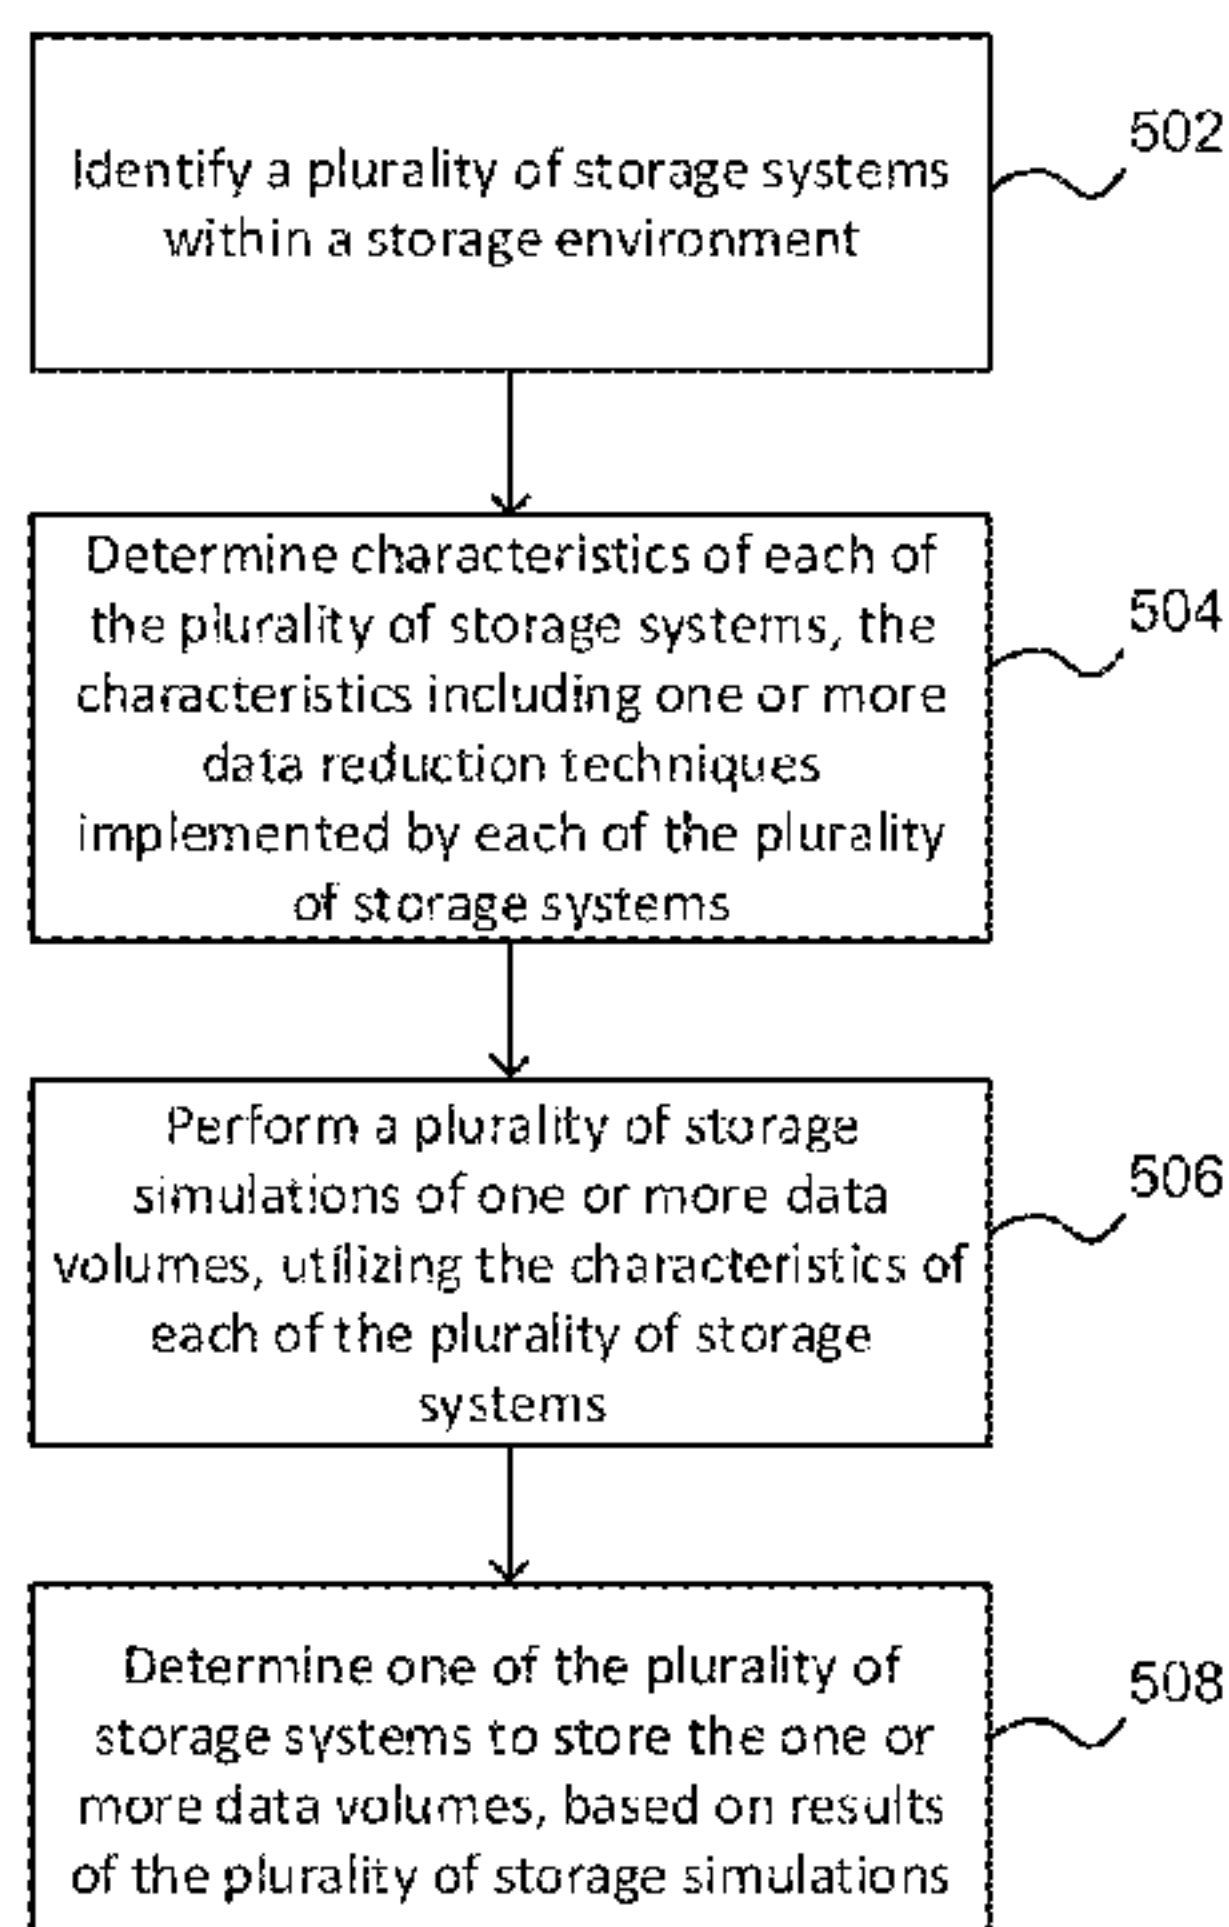 Identify a plurality of storage systems
within a storage environment
502
Determine characteristics of each of
the plurality of storage systems, the
characteristics including one or more
data reduction techniques
implemented by each of the plurality
of storage systems
504
Perform a plurality of storage
simulations of one or more data
volumes, utilizing the characteristics of
each of the plurality of storage
systems
506
Determine one of the plurality of
storage systems to store the one or
more data volumes, based on results
of the plurality of storage simulations
508